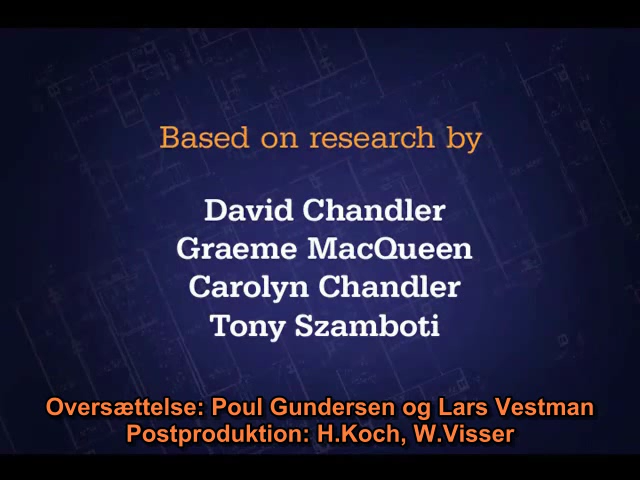 Based on research by
David Chandler
Graeme MacQueen
Carolyn Chandler
Tony Szamboti
Oversættelse: Poul Gundersen og Lars Vestman
Postproduktion: H.Koch, W.Visser